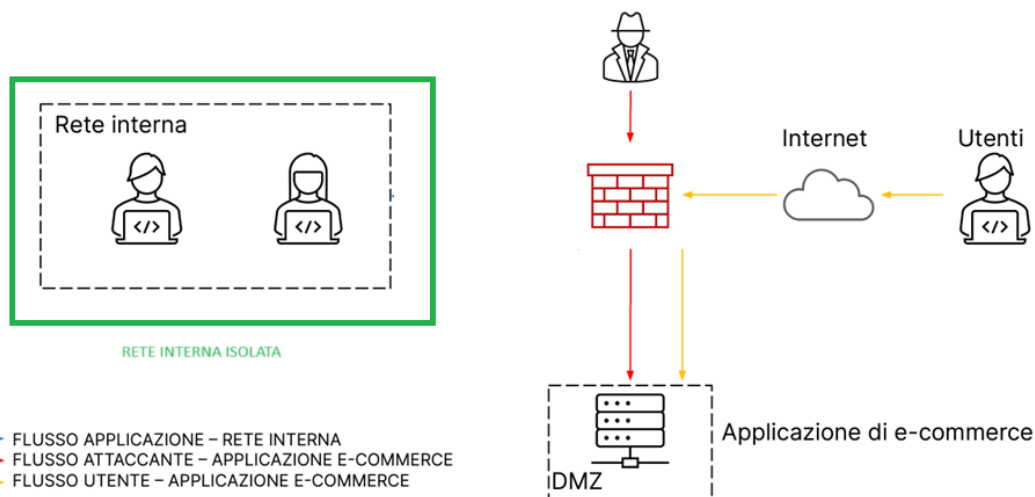 Rete interna
</>
</>
RETE INTERNA ISOLATA
Internet
Utenti
</>
Applicazione di e-commerce
DMZ
FLUSSO APPLICAZIONE – RETE INTERNA
FLUSSO ATTACCANTE – APPLICAZIONE E-COMMERCE
FLUSSO UTENTE – APPLICAZIONE E-COMMERCE